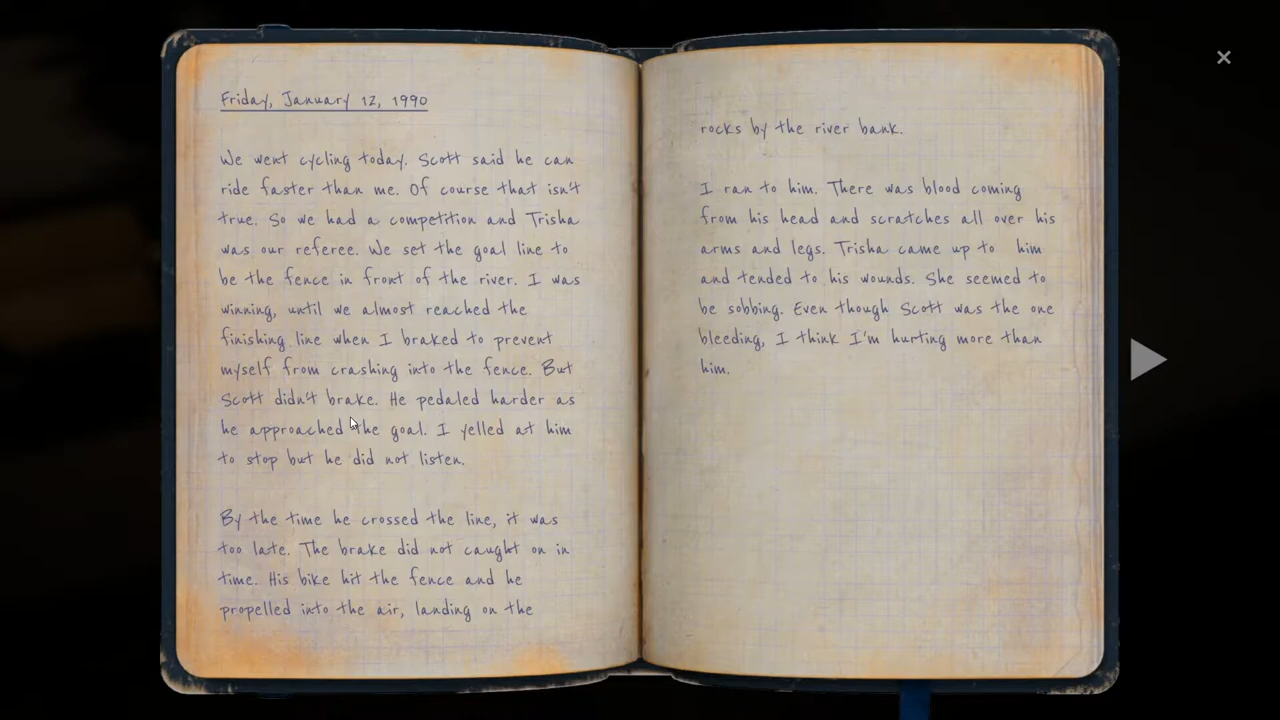 Friday, January 12, 1990
We went cycling today. Scott said he can
ride faster than me. Of course that isn't
true. So we had a competition and Trisha
was our referee. We set the goal line to
be the fence in front of the river. I was
winning, until we almost reached the
finishing line when I braked to prevent
myself from crashing into the fence. But
Scott didn't brake. He pedaled harder as
he approached the goal. I yelled at him
to stop but he did not listen.
By the time he crossed the line, it was
too late. The brake did not caught on in
time. His bike hit the fence and he
propelled into the air, landing on the
rocks by the river bank.
I ran to him. There was blood coming
from his head and scratches all over his
arms and legs. Trisha came up to him
and tended to his wounds. She seemed to
be sobbing. Even though Scott was the one
bleeding, I think I'm hurting more than
him.